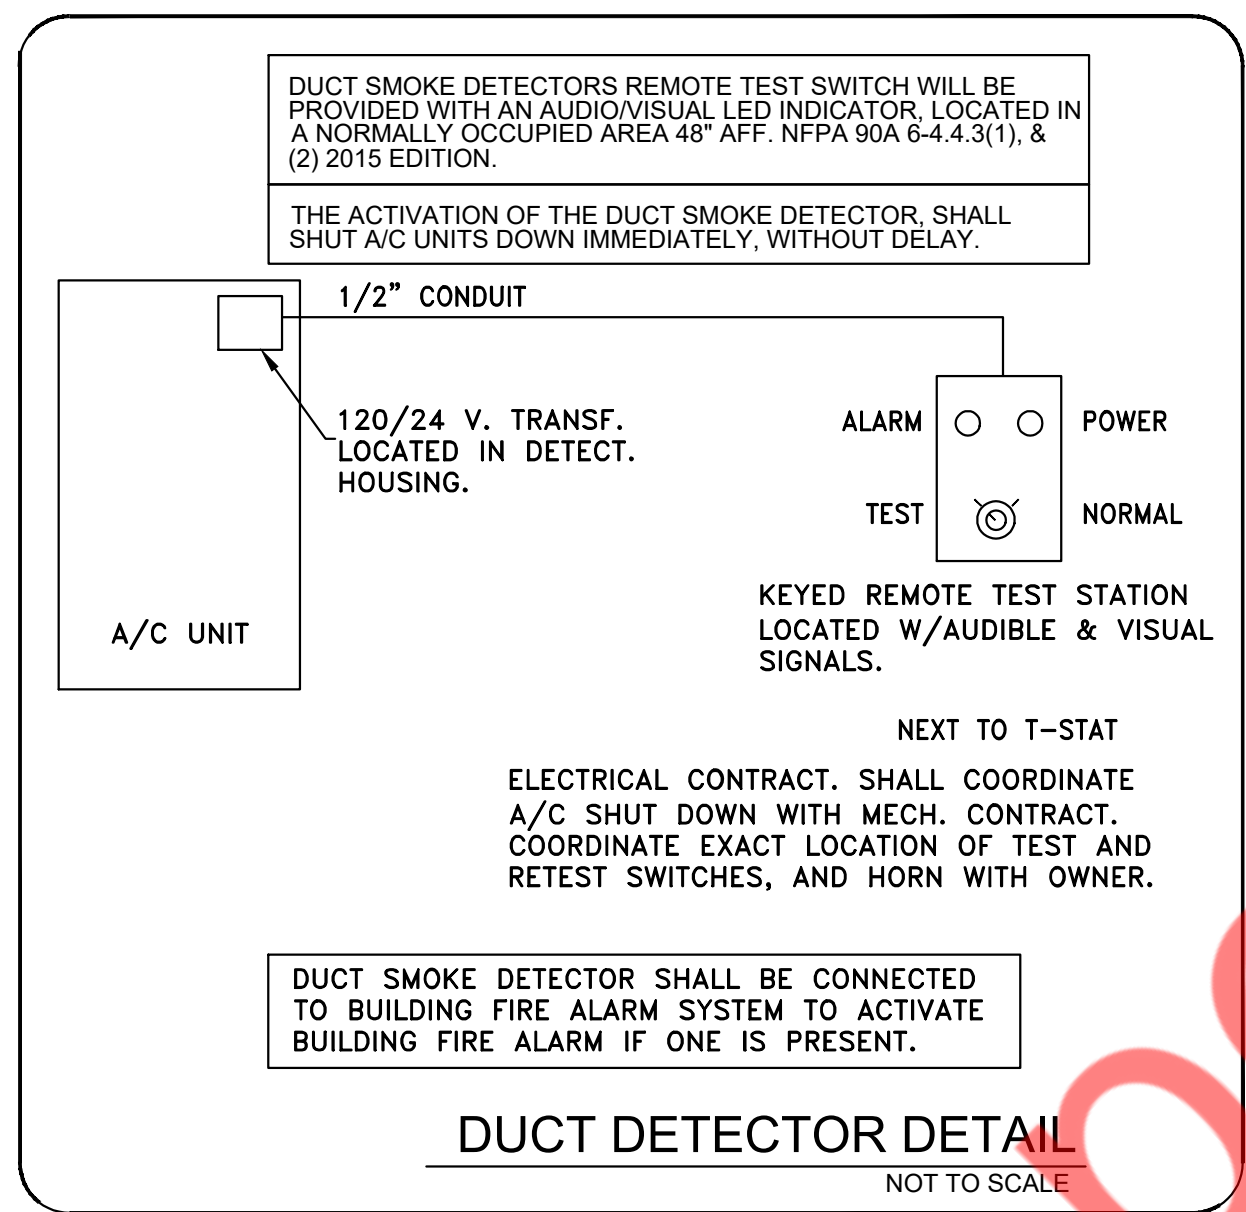 DUCT SMOKE DETECTORS REMOTE TEST SWITCH WILL BE
PROVIDED WITH AN AUDIO/VISUAL LED INDICATOR, LOCATED IN
A NORMALLY OCCUPIED AREA 48" AFF. NFPA 90A 6-4.4.3(1), &
(2) 2015 EDITION.
THE ACTIVATION OF THE DUCT SMOKE DETECTOR, SHALL
SHUT A/C UNITS DOWN IMMEDIATELY, WITHOUT DELAY.
1/2" CONDUIT
120/24 V. TRANSF.
LOCATED IN DETECT.
HOUSING.
A/C UNIT
ALARM
POWER
TEST
NORMAL
KEYED REMOTE TEST STATION
LOCATED W/AUDIBLE & VISUAL
SIGNALS.
NEXT TO T-STAT
ELECTRICAL CONTRACT. SHALL COORDINATE
A/C SHUT DOWN WITH MECH. CONTRACT.
COORDINATE EXACT LOCATION OF TEST AND
RETEST SWITCHES, AND HORN WITH OWNER.
DUCT SMOKE DETECTOR SHALL BE CONNECTED
TO BUILDING FIRE ALARM SYSTEM TO ACTIVATE
BUILDING FIRE ALARM IF ONE IS PRESENT.
DUCT DETECTOR DETAIL
NOT TO SCALE